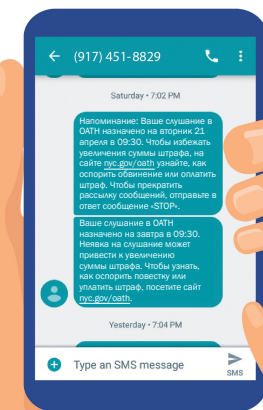 (917) 451-8829
Saturday • 7:02 PM
Напоминание: Ваше слушание в
ОАТН назначено на вторник 21
апреля в 09:30. Чтобы избежать
увеличения суммы штрафа, на
сайте nyc.gov/oath узнайте, как
оспорить обвинение или оплатить
штраф. Чтобы прекратить
рассылку сообщений, отправьте в
ответ сообщение «STOP».
Ваше слушание в ОАТН
назначено на завтра в 09:30.
Неявка на слушание может
привести к увеличению
суммы штрафа. Чтобы узнать,
как оспорить повестку или
уплатить штраф, посетите сайт
nyc.gov/oath.
Yesterday • 7:04 PM
Type an SMS message
SMS